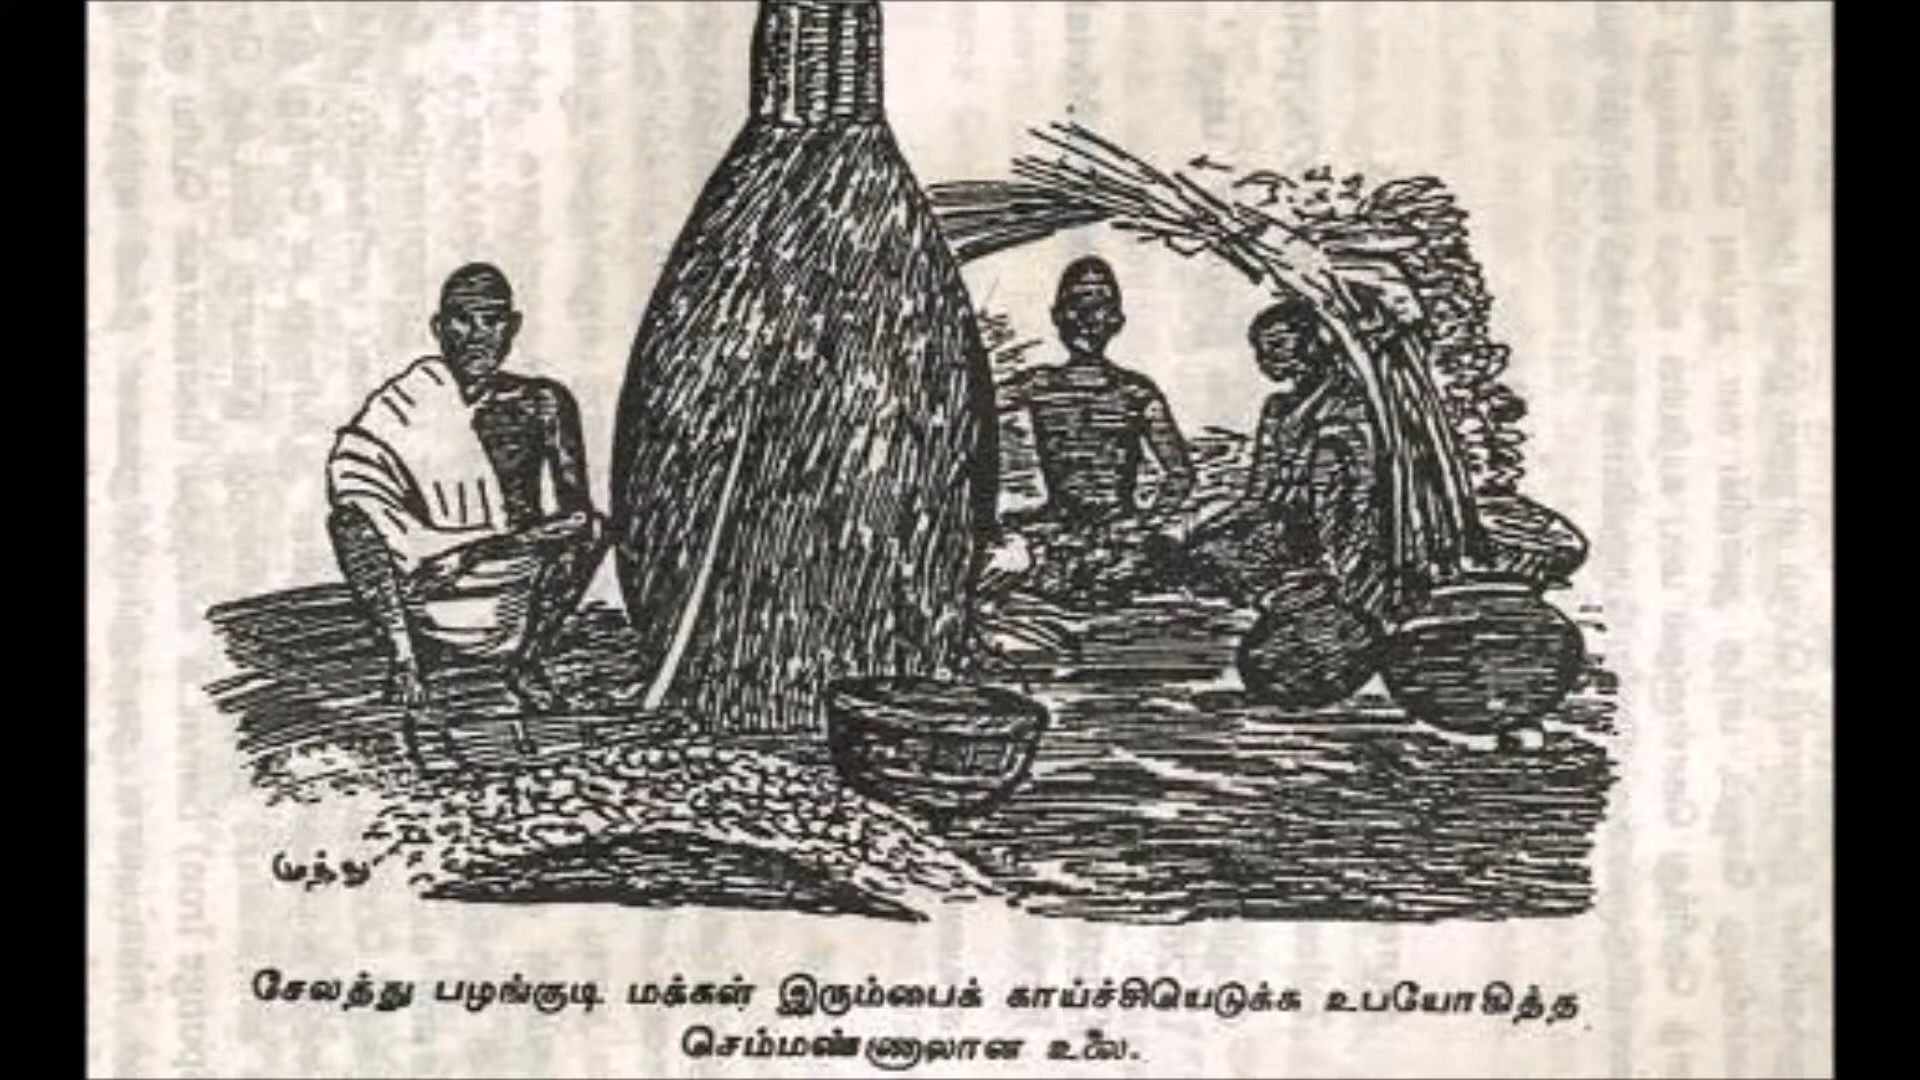 முத்து
சேலத்து பழங்குடி மக்கள் இரும்பைக் காய்ச்சியெடுக்க உபயோகித்த
செம்மண்ணுலான உலை.